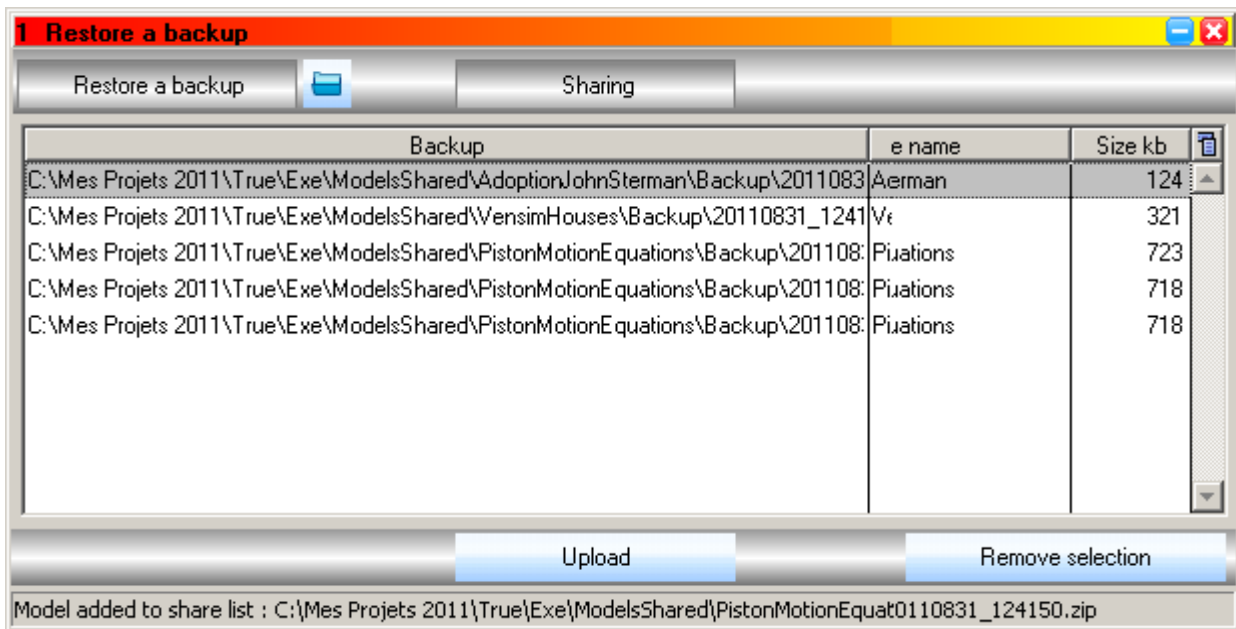 1 Restore a backup
Restore a backup Sharing
Backup e name Size kb
C:\Mes Projets 2011\True\Exe\ModelsShared\AdoptionJohnSterman\Backup\2011083 Aerman 124
C:\Mes Projets 2011\True\Exe\ModelsShared\VensimHouses\Backup\20110831_1241 Ve 321
C:\Mes Projets 2011\True\Exe\ModelsShared\PistonMotionEquations\Backup\201108 Piuations 723
C:\Mes Projets 2011\True\Exe\ModelsShared\PistonMotionEquations\Backup\201108 Piuations 718
C:\Mes Projets 2011\True\Exe\ModelsShared\PistonMotionEquations\Backup\201108 Piuations 718
Upload Remove selection
Model added to share list : C:\Mes Projets 2011\True\Exe\ModelsShared\PistonMotionEquat0110831_124150.zip